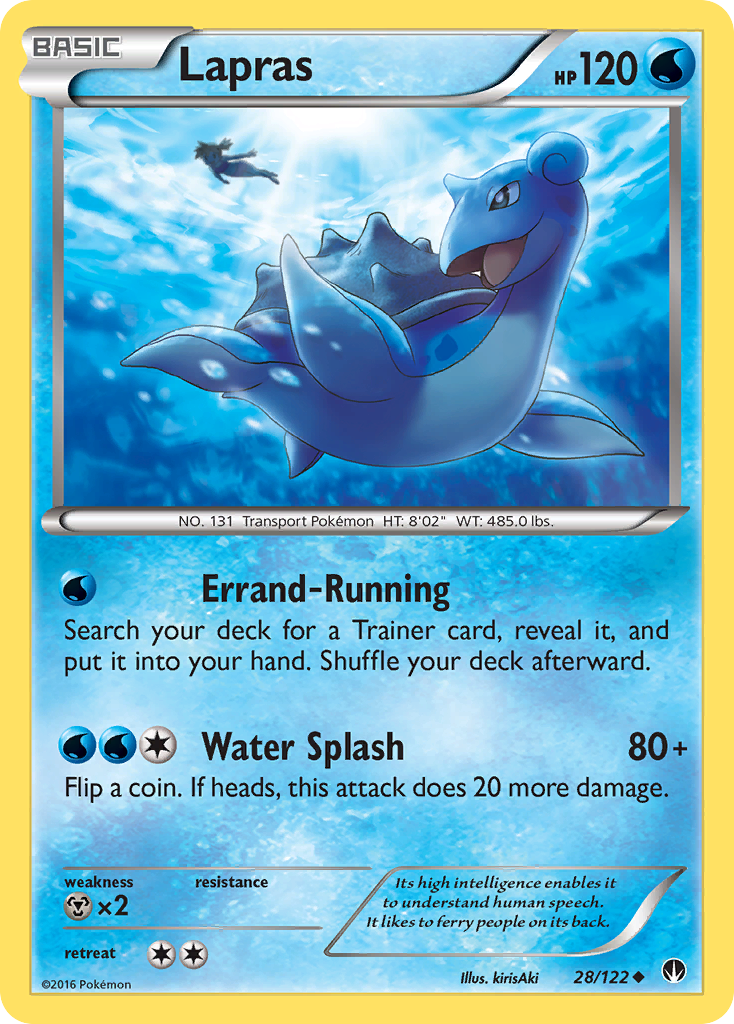 BASIC
Lapras
HP 120
NO. 131 Transport Pokémon HT: 8'02" WT: 485.0 lbs.
Errand-Running
Search your deck for a Trainer card, reveal it, and
put it into your hand. Shuffle your deck afterward.
Water Splash 80+
Flip a coin. If heads, this attack does 20 more damage.
weakness resistance
×2
Its high intelligence enables it
to understand human speech.
It likes to ferry people on its back.
retreat
©2016 Pokémon
Illus. kirisAki 28/122